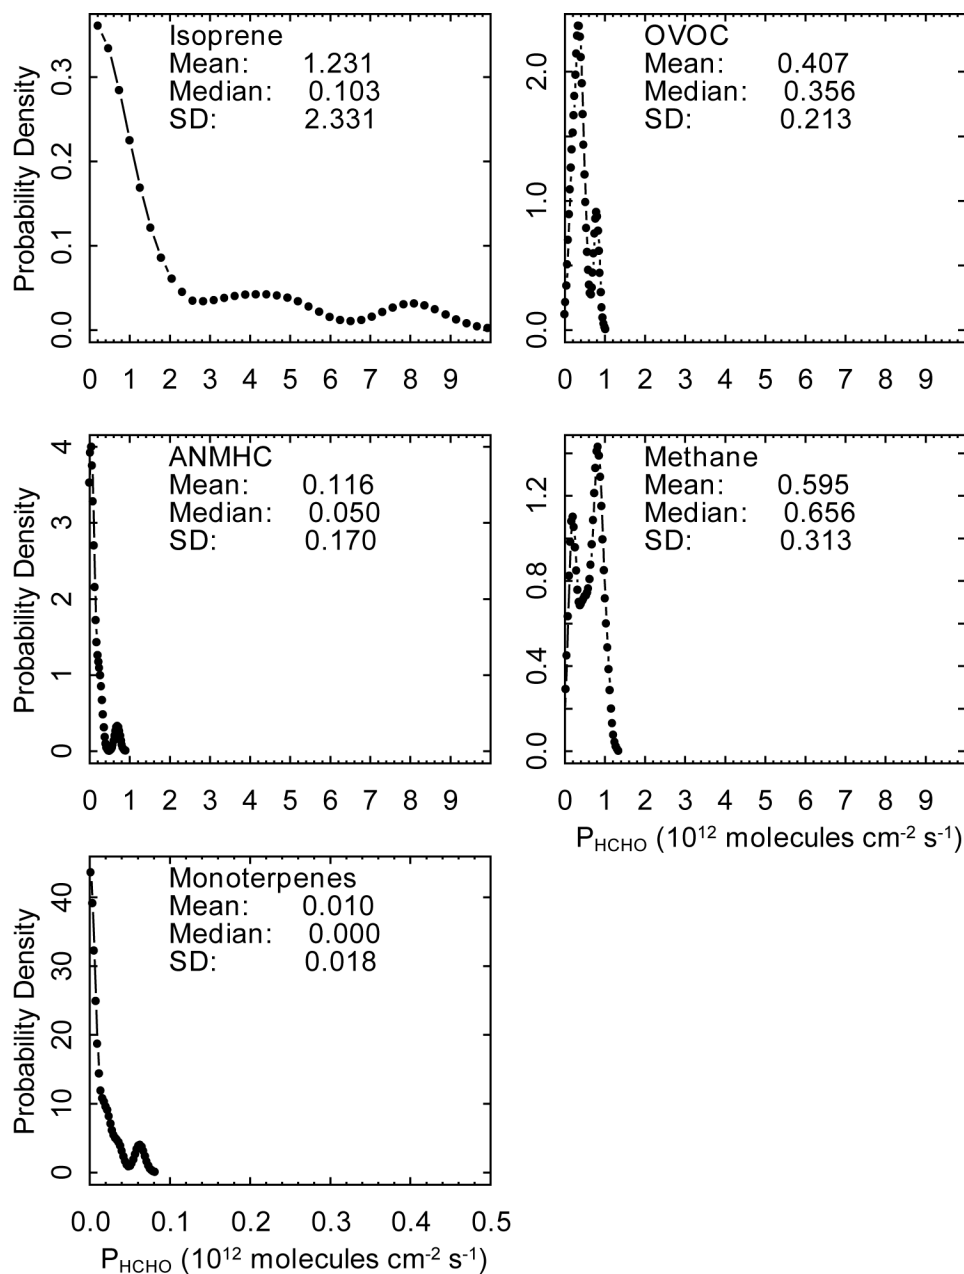 Isoprene
Mean: 1.231
Median: 0.103
SD: 2.331
Probability Density
0.0 0.1 0.2 0.3
0 1 2 3 4 5 6 7 8 9
OVOC
Mean: 0.407
Median: 0.356
SD: 0.213
0.0 1.0 2.0
0 1 2 3 4 5 6 7 8 9
ANMHC
Mean: 0.116
Median: 0.050
SD: 0.170
Probability Density
0 1 2 3 4
0 1 2 3 4 5 6 7 8 9
Methane
Mean: 0.595
Median: 0.656
SD: 0.313
0.0 0.4 0.8 1.2
0 1 2 3 4 5 6 7 8 9
P_HCHO (10^12 molecules cm^-2 s^-1)
Monoterpenes
Mean: 0.010
Median: 0.000
SD: 0.018
Probability Density
0 10 20 30 40
0.0 0.1 0.2 0.3 0.4 0.5
P_HCHO (10^12 molecules cm^-2 s^-1)